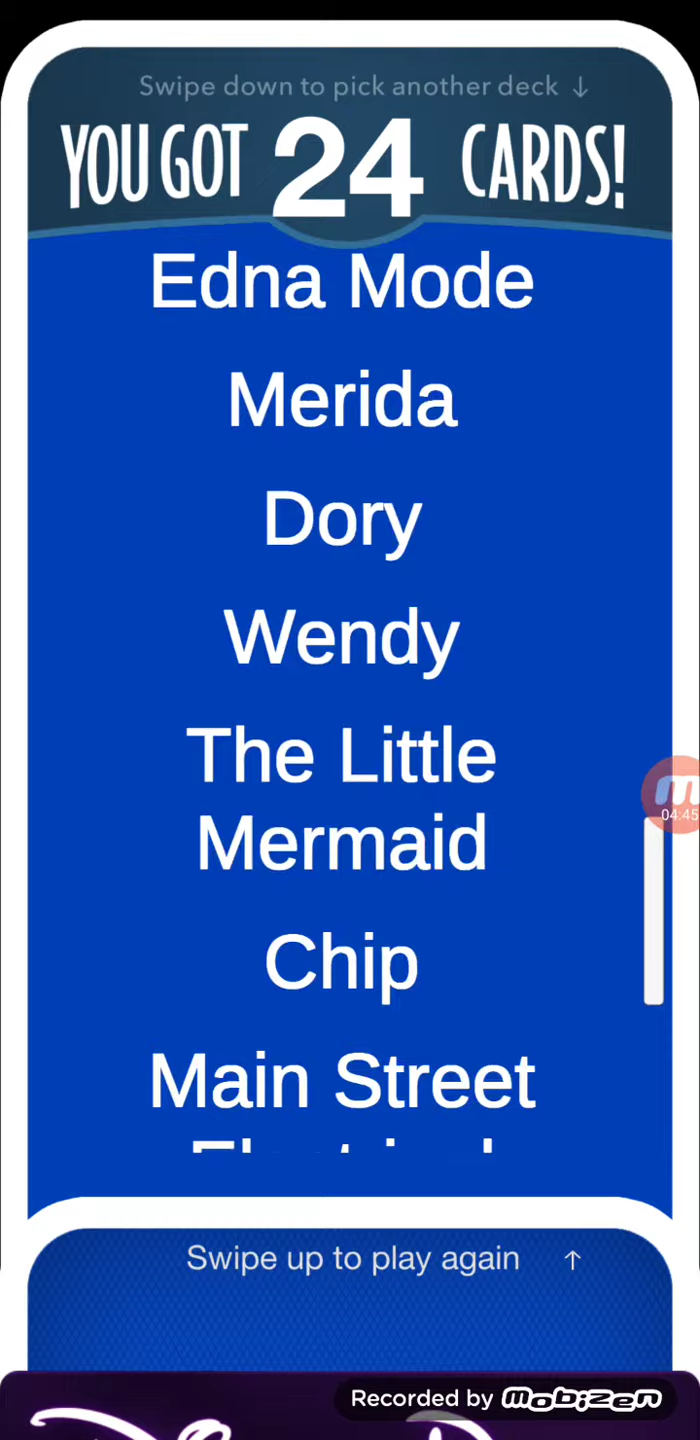 Swipe down to pick another deck ↓
YOU GOT 24 CARDS!
Edna Mode
Merida
Dory
Wendy
The Little
Mermaid
Chip
Main Street
04:45
Swipe up to play again ↑
Recorded by Mobizen